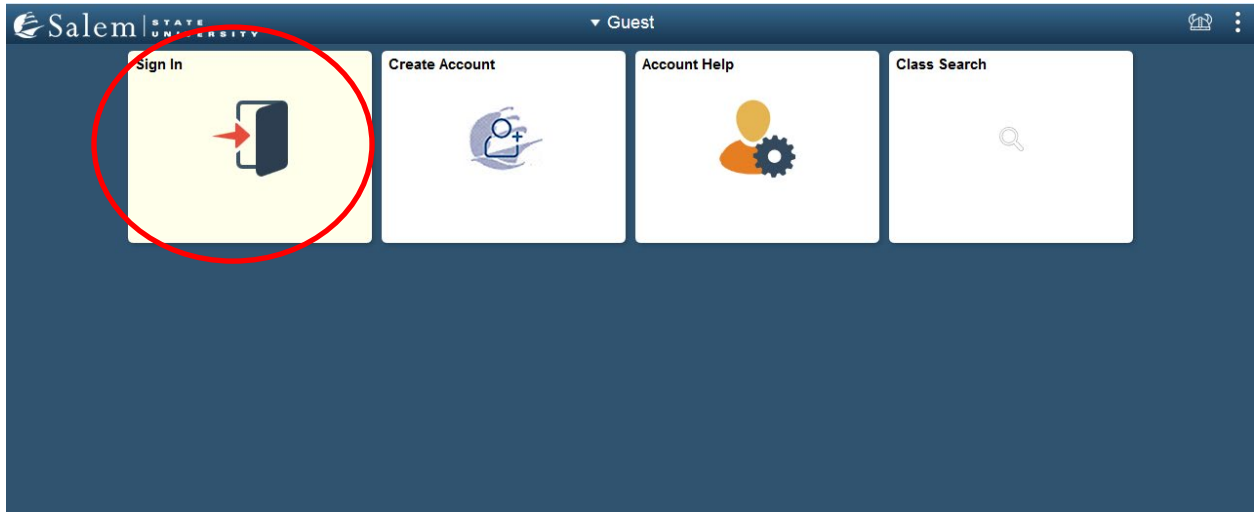 Salem STATE UNIVERSITY
Guest
Sign In
Create Account
Account Help
Class Search